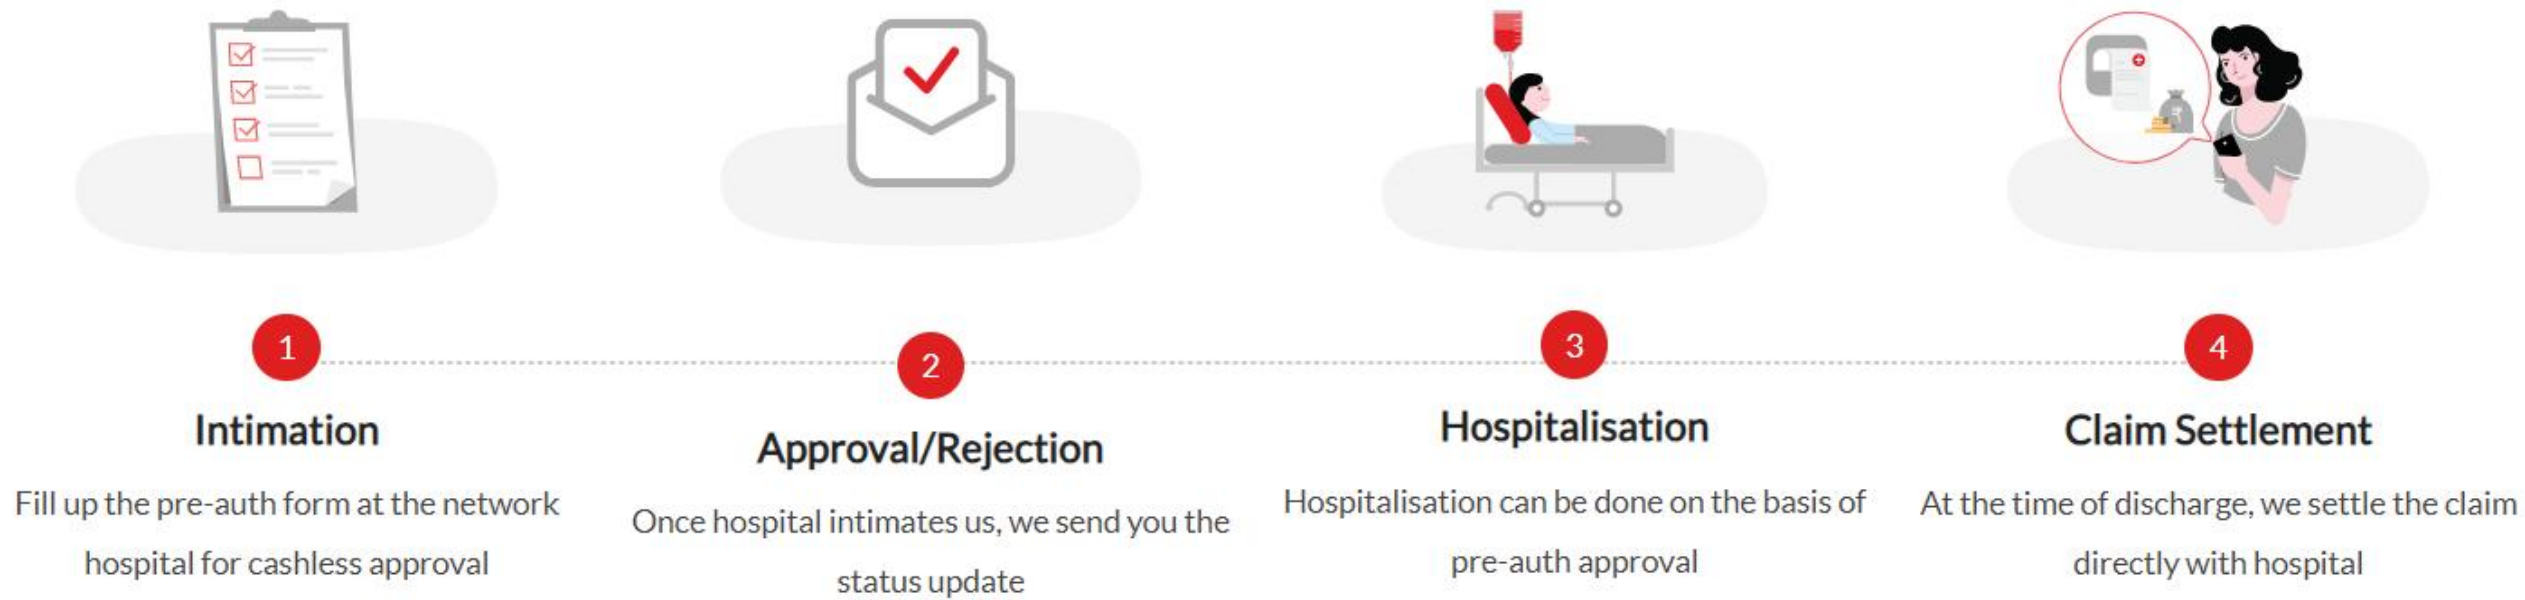 1
Intimation
Fill up the pre-auth form at the network
hospital for cashless approval
2
Approval/Rejection
Once hospital intimates us, we send you the
status update
3
Hospitalisation
Hospitalisation can be done on the basis of
pre-auth approval
4
Claim Settlement
At the time of discharge, we settle the claim
directly with hospital